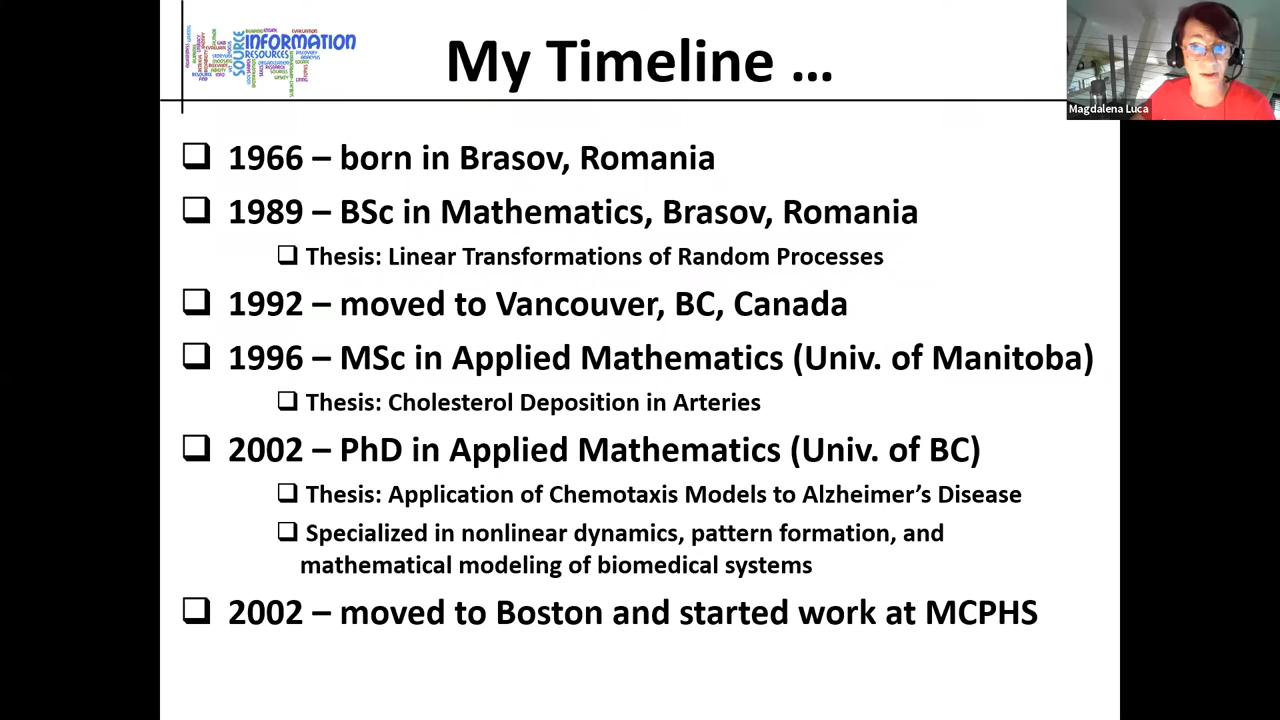 SOURCE
INFORMATION
RESOURCES
My Timeline ...
Magdalena Luca
❑ 1966 – born in Brasov, Romania
❑ 1989 – BSc in Mathematics, Brasov, Romania
❑ Thesis: Linear Transformations of Random Processes
❑ 1992 – moved to Vancouver, BC, Canada
❑ 1996 – MSc in Applied Mathematics (Univ. of Manitoba)
❑ Thesis: Cholesterol Deposition in Arteries
❑ 2002 – PhD in Applied Mathematics (Univ. of BC)
❑ Thesis: Application of Chemotaxis Models to Alzheimer’s Disease
❑ Specialized in nonlinear dynamics, pattern formation, and
mathematical modeling of biomedical systems
❑ 2002 – moved to Boston and started work at MCPHS